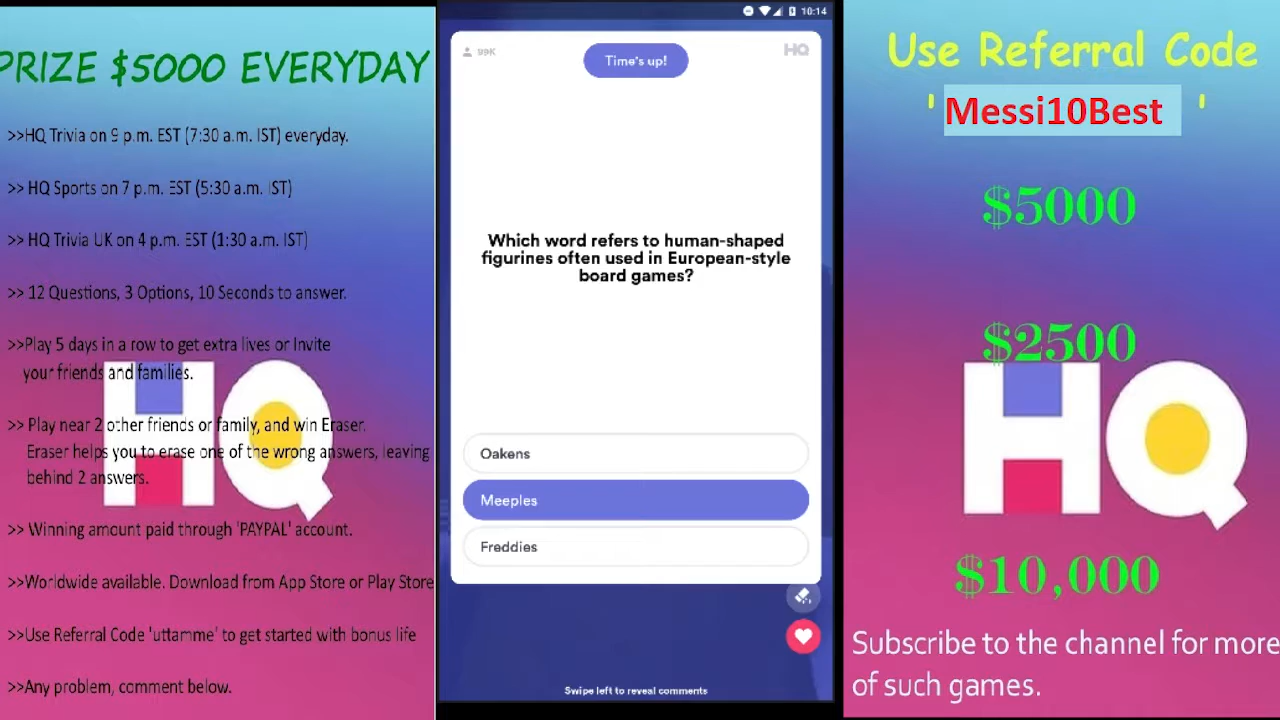 PRIZE $5000 EVERYDAY
>>HQ Trivia on 9 p.m. EST (7:30 a.m. IST) everyday.
>> HQ Sports on 7 p.m. EST (5:30 a.m. IST)
>> HQ Trivia UK on 4 p.m. EST (1:30 a.m. IST)
>> 12 Questions, 3 Options, 10 Seconds to answer.
>>Play 5 days in a row to get extra lives or Invite
your friends and families.
>> Play near 2 other friends or family, and win Eraser.
Eraser helps you to erase one of the wrong answers, leaving
behind 2 answers.
>> Winning amount paid through 'PAYPAL' account.
>>Worldwide available. Download from App Store or Play Store
>>Use Referral Code 'uttamme' to get started with bonus life
>>Any problem, comment below.
HQ
10:14
99K
Time's up!
HQ
Which word refers to human-shaped
figurines often used in European-style
board games?
Oakens
Meeples
Freddies
Swipe left to reveal comments
Use Referral Code
' Messi10Best '
$5000
$2500
HQ
$10,000
Subscribe to the channel for more
of such games.